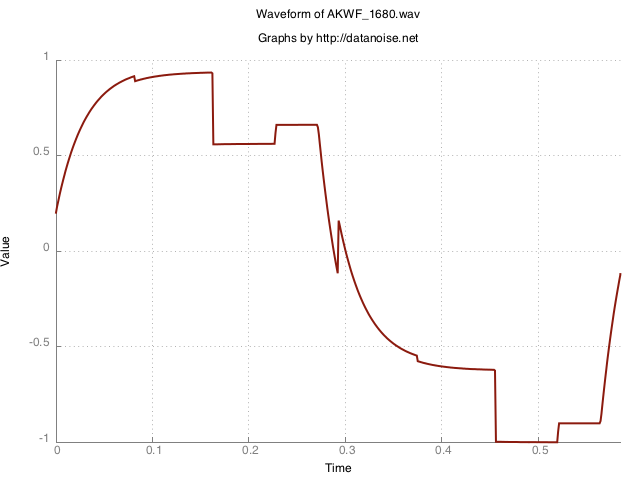 Waveform of AKWF_1680.wav
Graphs by http://datanoise.net
1
0.5
0
-0.5
-1
Value
0 0.1 0.2 0.3 0.4 0.5
Time